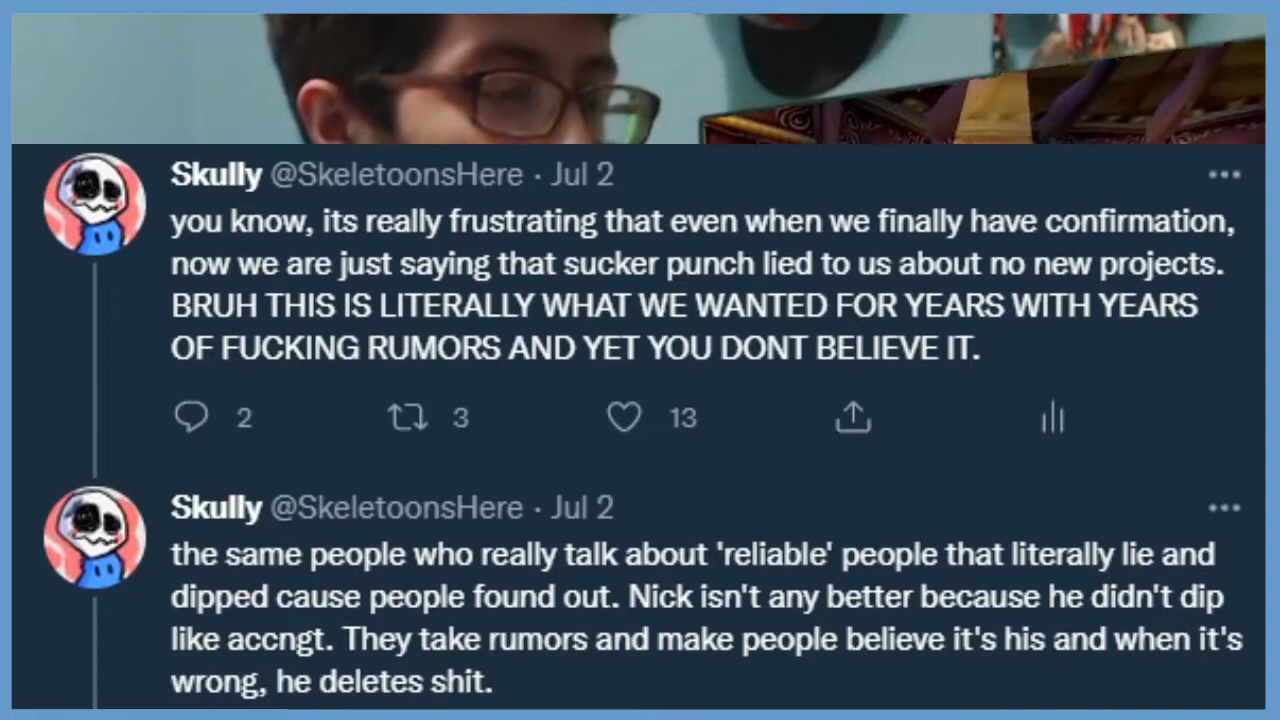 Skully @SkeletoonsHere · Jul 2
you know, its really frustrating that even when we finally have confirmation,
now we are just saying that sucker punch lied to us about no new projects.
BRUH THIS IS LITERALLY WHAT WE WANTED FOR YEARS WITH YEARS
OF FUCKING RUMORS AND YET YOU DONT BELIEVE IT.
2 3 13
Skully @SkeletoonsHere · Jul 2
the same people who really talk about 'reliable' people that literally lie and
dipped cause people found out. Nick isn't any better because he didn't dip
like accngt. They take rumors and make people believe it's his and when it's
wrong, he deletes shit.